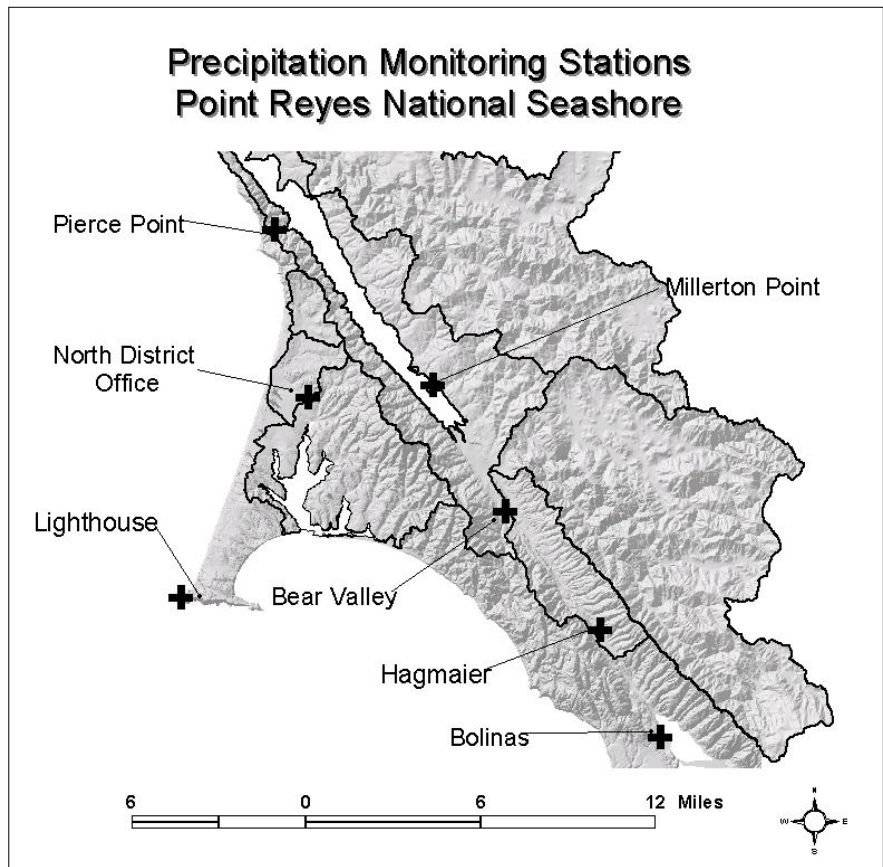 Precipitation Monitoring Stations
Point Reyes National Seashore
Pierce Point
Millerton Point
North District
Office
Lighthouse
Bear Valley
Hagmaier
Bolinas
6 0 6 12 Miles
N
W E
S